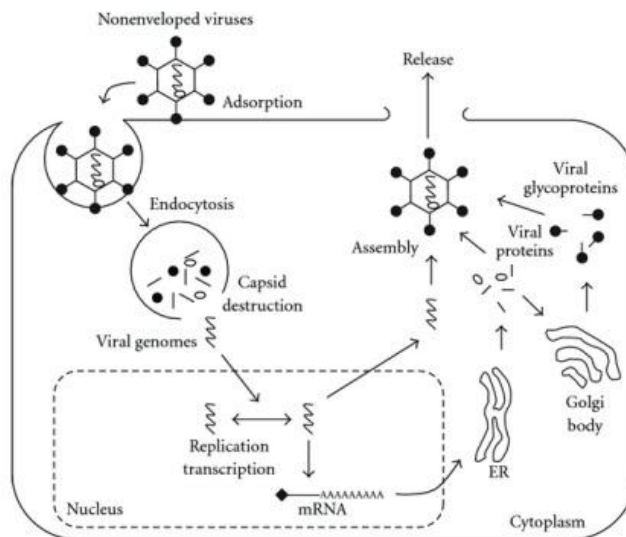 Nonenveloped viruses
Adsorption
Release
Endocytosis
Viral
glycoproteins
Viral
proteins
Assembly
Capsid
destruction
Viral genomes
Replication
transcription
Golgi
body
ER
AAAAAAAAA
mRNA
Nucleus
Cytoplasm